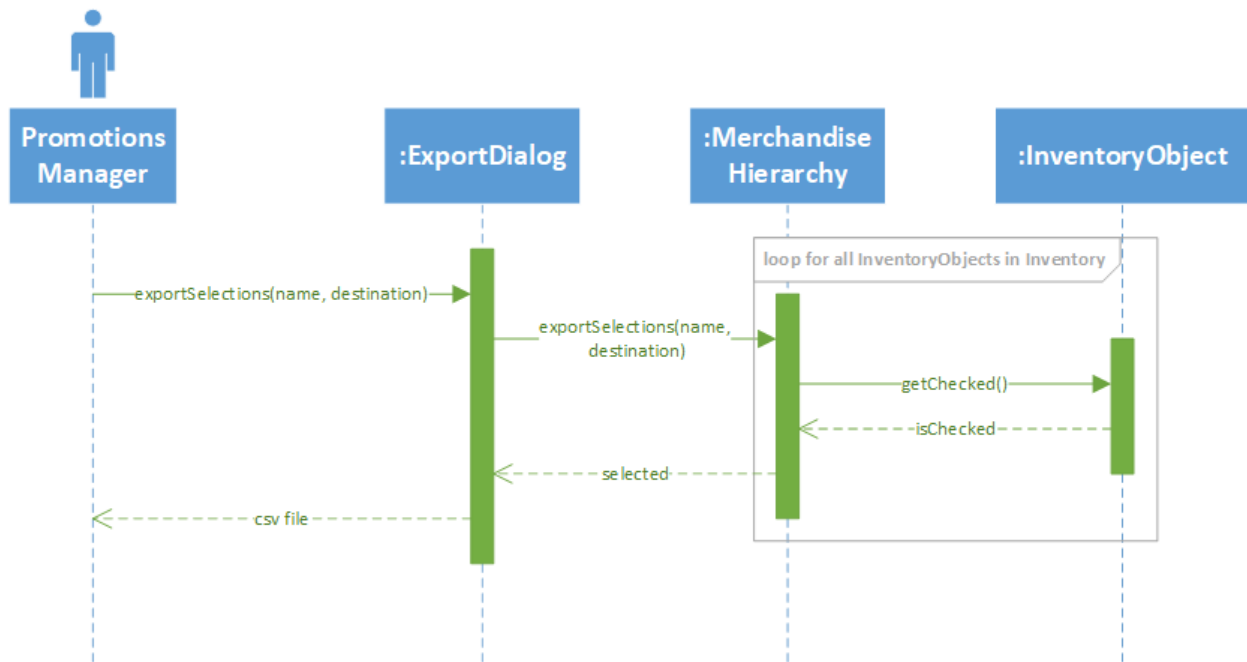 Promotions
Manager
:ExportDialog
:Merchandise
Hierarchy
:InventoryObject
loop for all InventoryObjects in Inventory
exportSelections(name, destination)
exportSelections(name,
destination)
getChecked()
isChecked
selected
csv file